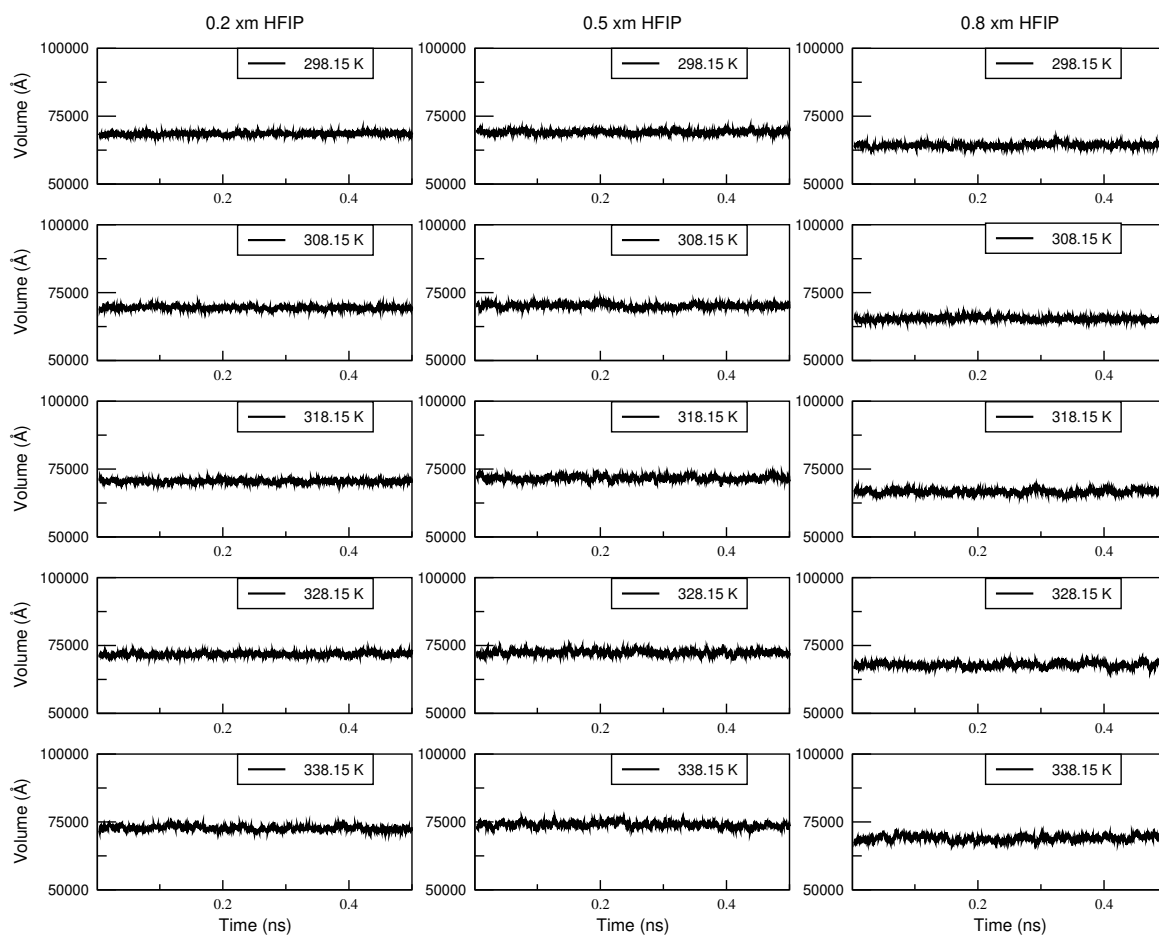 0.2 xm HFIP 0.5 xm HFIP 0.8 xm HFIP
100000 298.15 K 100000 298.15 K 100000 298.15 K
Volume (Å)
75000 75000 75000
50000 50000 50000
0.2 0.4 0.2 0.4 0.2 0.4
100000 308.15 K 100000 308.15 K 100000 308.15 K
Volume (Å)
75000 75000 75000
50000 50000 50000
0.2 0.4 0.2 0.4 0.2 0.4
100000 318.15 K 100000 318.15 K 100000 318.15 K
Volume (Å)
75000 75000 75000
50000 50000 50000
0.2 0.4 0.2 0.4 0.2 0.4
100000 328.15 K 100000 328.15 K 100000 328.15 K
Volume (Å)
75000 75000 75000
50000 50000 50000
0.2 0.4 0.2 0.4 0.2 0.4
100000 338.15 K 100000 338.15 K 100000 338.15 K
Volume (Å)
75000 75000 75000
50000 50000 50000
0.2 0.4 0.2 0.4 0.2 0.4
Time (ns) Time (ns) Time (ns)